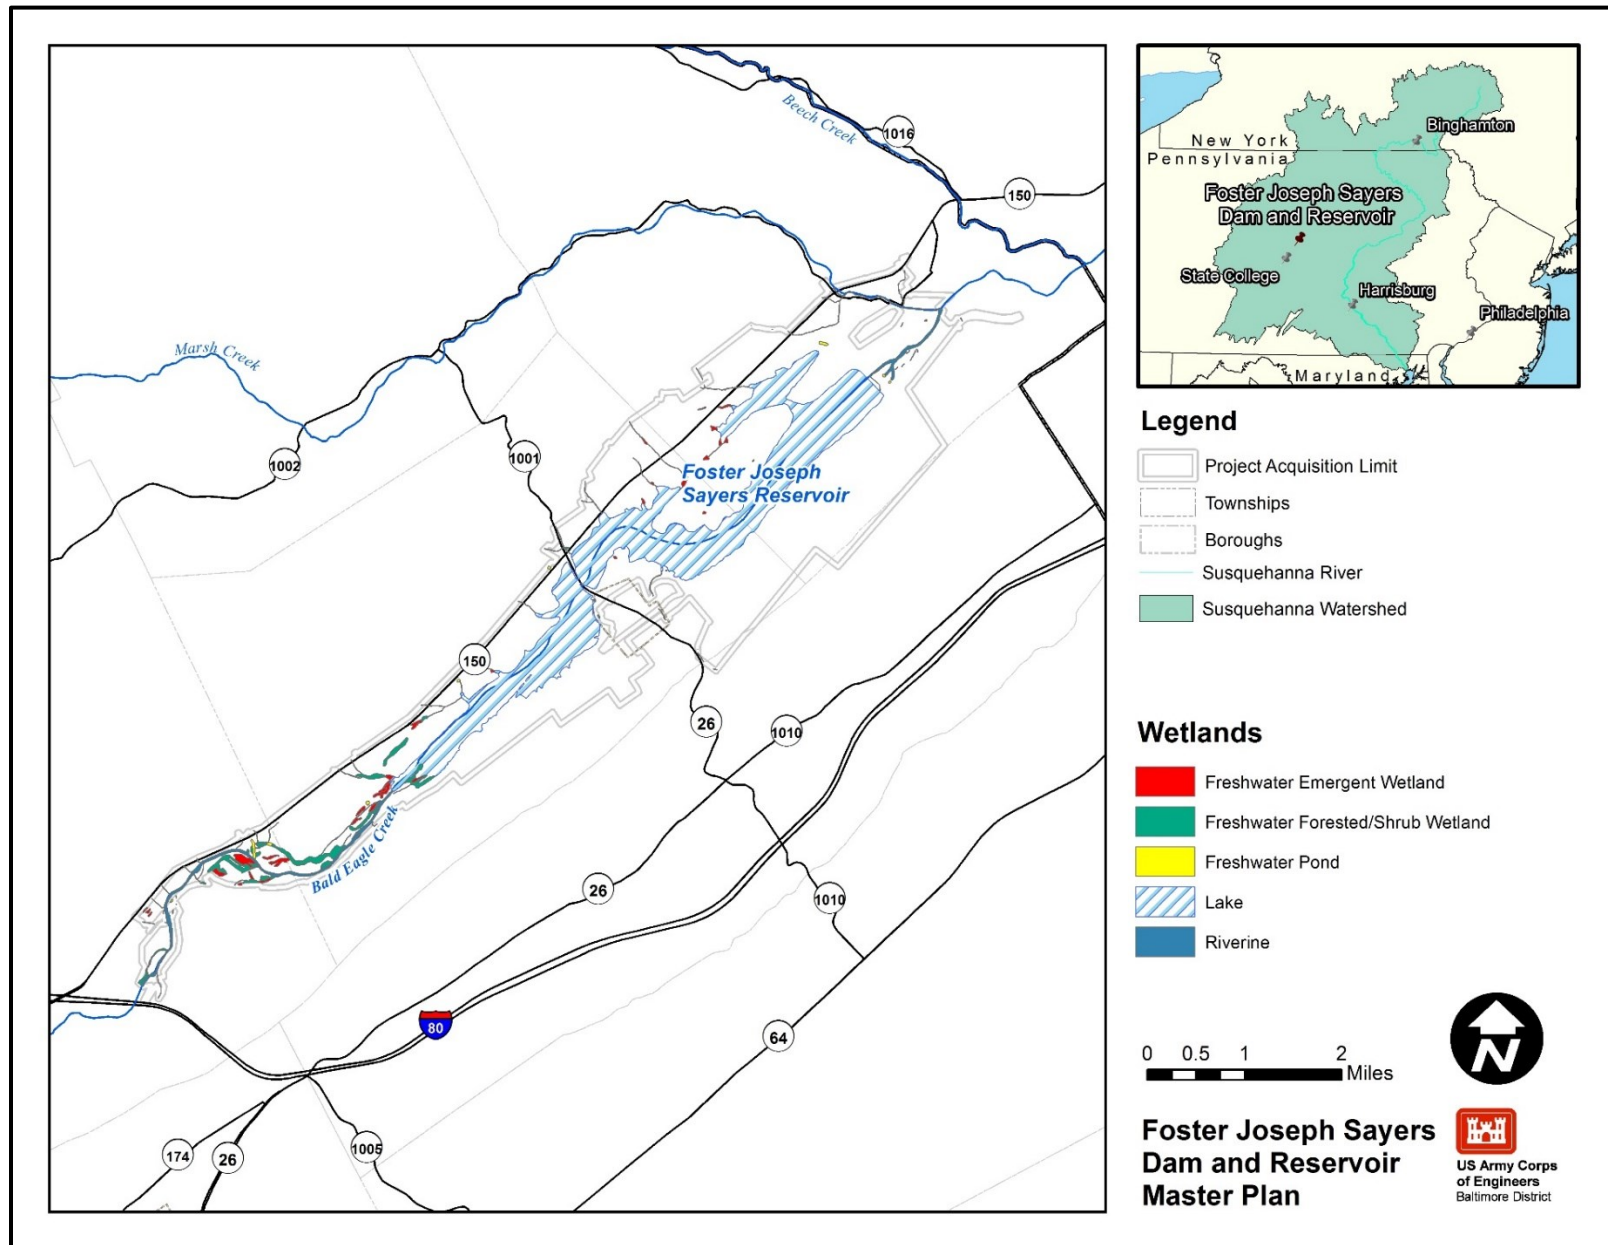 Beech Creek
1016
150
Marsh Creek
1002
1001
Foster Joseph
Sayers Reservoir
150
26
1010
Bald Eagle Creek
26
1010
80
64
174
26
1005
Binghamton
New York
Pennsylvania
Foster Joseph Sayers
Dam and Reservoir
State College
Harrisburg
Philadelphia
Maryland
Legend
Project Acquisition Limit
Townships
Boroughs
Susquehanna River
Susquehanna Watershed
Wetlands
Freshwater Emergent Wetland
Freshwater Forested/Shrub Wetland
Freshwater Pond
Lake
Riverine
N
0 0.5 1 2
Miles
Foster Joseph Sayers
Dam and Reservoir
Master Plan
US Army Corps
of Engineers
Baltimore District